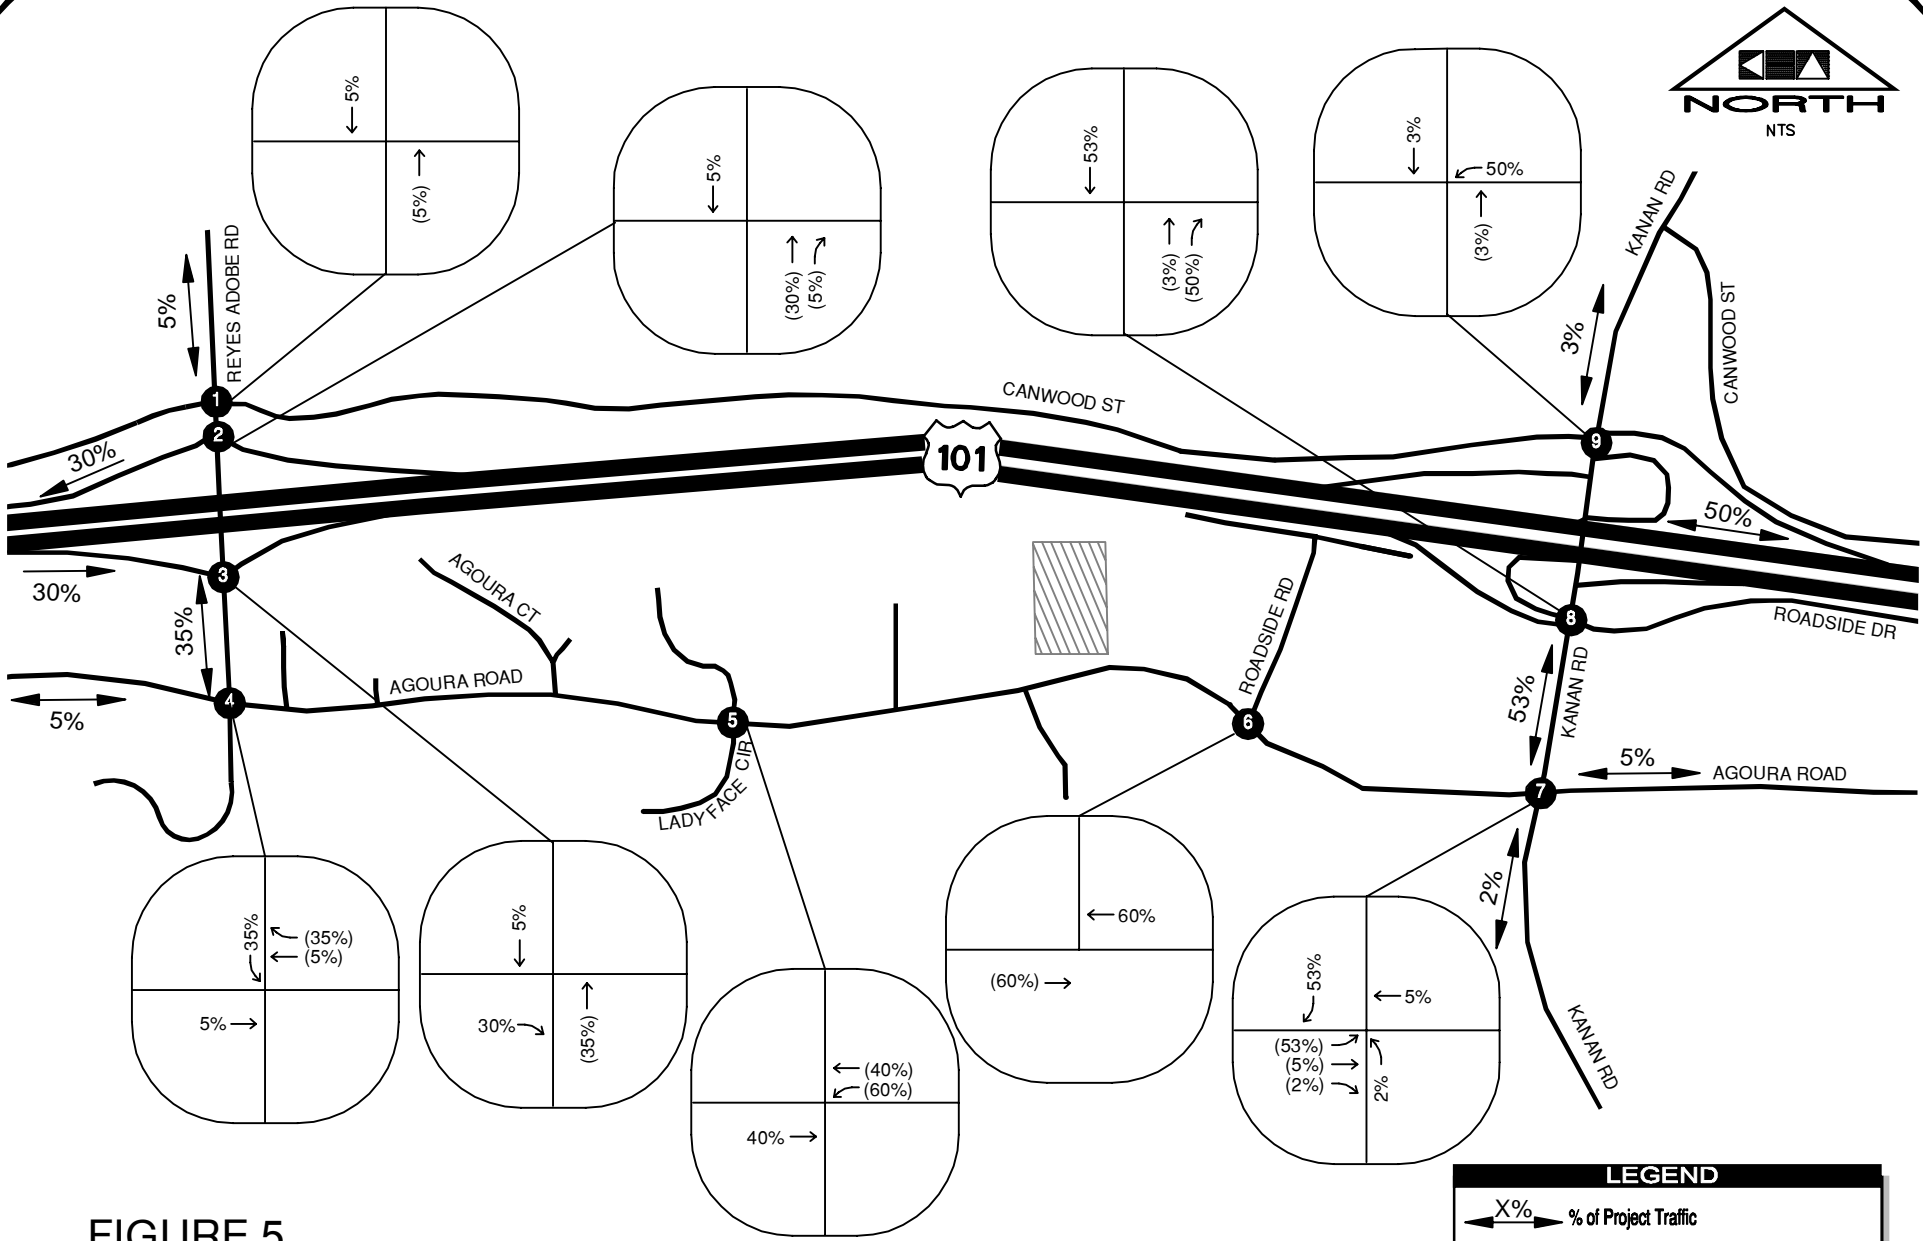 5%
(5%)
5%
(30%)
(5%)
53%
(3%)
(50%)
3%
50%
(3%)
NORTH
NTS
5%
REYES ADOBE RD
KANAN RD
3%
CANWOOD ST
1
CANWOOD ST
2
9
101
30%
50%
3
30%
35%
AGOURA CT
ROADSIDE RD
8
ROADSIDE DR
4
AGOURA ROAD
5%
5
LADY FACE CIR
6
53%
KANAN RD
7
5%
AGOURA ROAD
2%
KANAN RD
35%
(35%)
(5%)
5%
5%
30%
(35%)
(40%)
(60%)
40%
60%
(60%)
53%
5%
(53%)
(5%)
(2%)
2%
LEGEND
X% % of Project Traffic
FIGURE 5